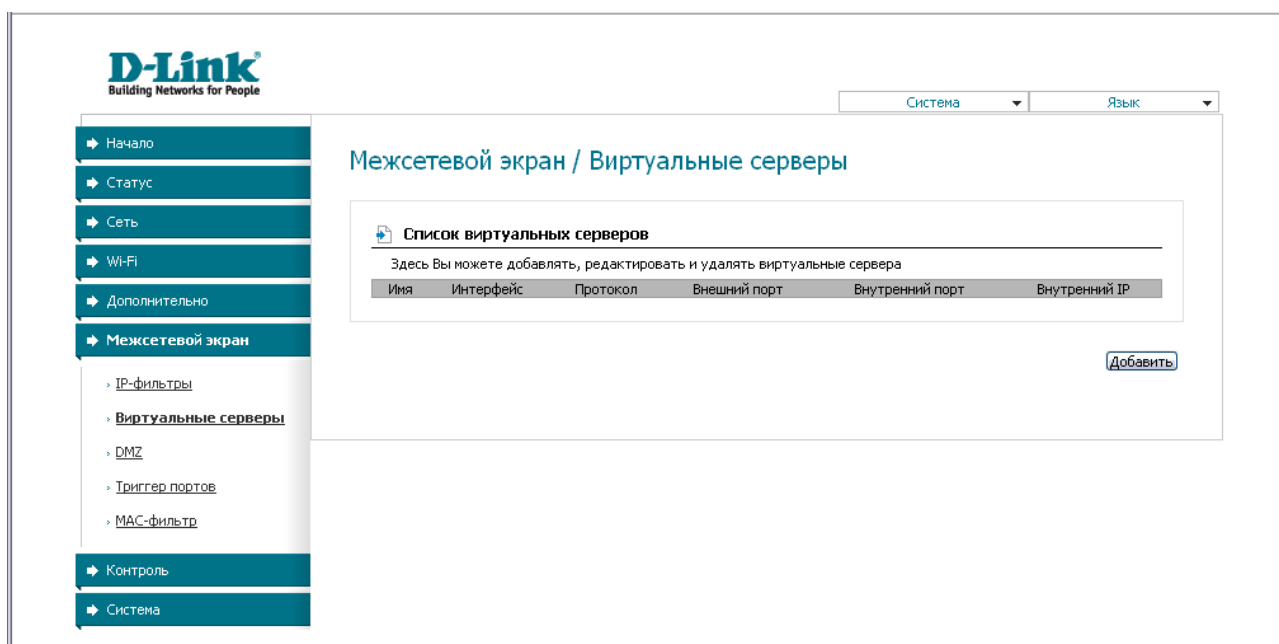 D-Link
Building Networks for People
Система
Язык
Начало
Статус
Сеть
Wi-Fi
Дополнительно
Межсетевой экран
IP-фильтры
Виртуальные серверы
DMZ
Триггер портов
MAC-фильтр
Контроль
Система
Межсетевой экран / Виртуальные серверы
Список виртуальных серверов
Здесь Вы можете добавлять, редактировать и удалять виртуальные сервера
Имя Интерфейс Протокол Внешний порт Внутренний порт Внутренний IP
Добавить